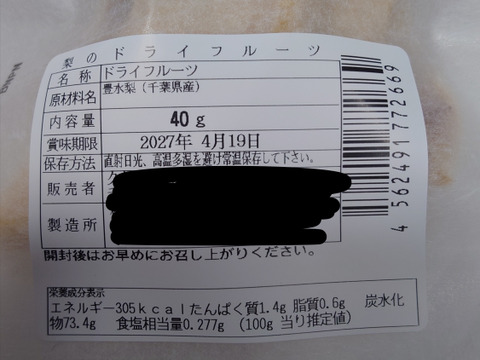 梨のドライフルーツ
名称 ドライフルーツ
原材料名 豊水梨（千葉県産）
内容量 40g
賞味期限 2027年 4月19日
保存方法 直射日光、高温多湿を避け常温保存して下さい。
販売者
製造所
開封後はお早めにお召し上がりください。
栄養成分表示
エネルギー305kcalたんぱく質1.4g 脂質0.6g 炭水化
物73.4g 食塩相当量0.277g （100g 当り推定値）
4562491772669